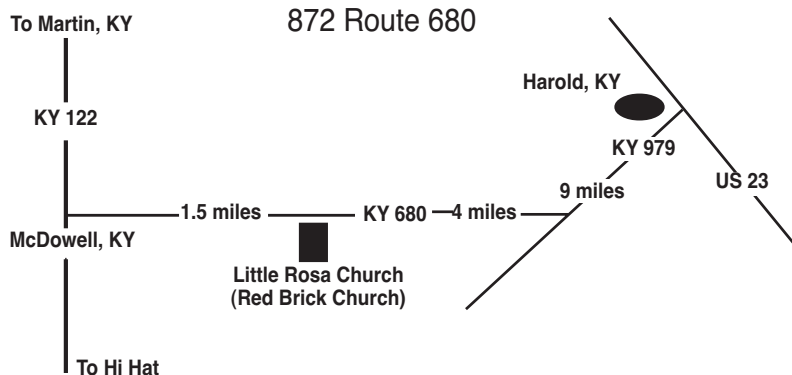 872 Route 680
To Martin, KY
Harold, KY
KY 122
KY 979
US 23
9 miles
1.5 miles
KY 680
4 miles
McDowell, KY
Little Rosa Church
(Red Brick Church)
To Hi Hat